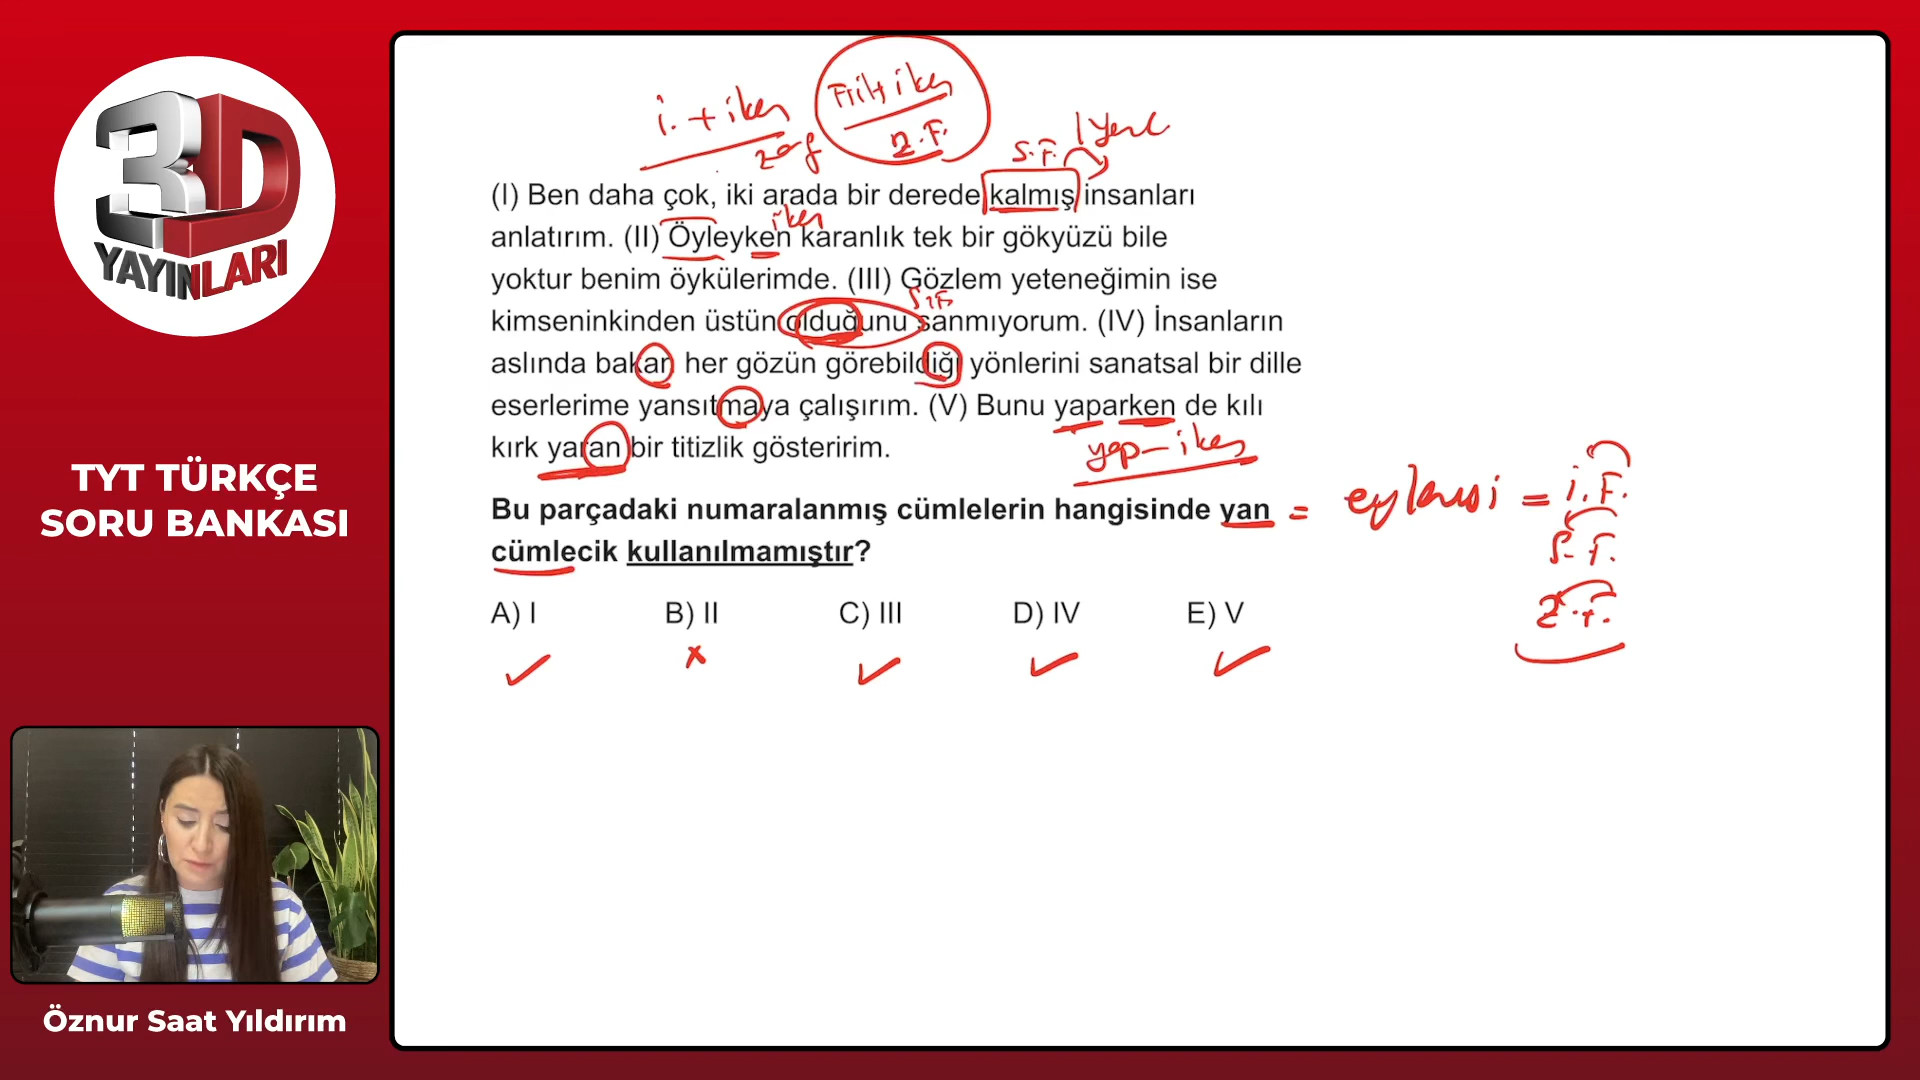 3D
YAYINLARI
TYT TÜRKÇE
SORU BANKASI
Öznur Saat Yıldırım
i. + iken
zarf
Fiil+iken
Z.F.
S.F.
(I) Ben daha çok, iki arada bir derede kalmış insanları
iken
anlatırım. (II) Öyleyken karanlık tek bir gökyüzü bile
yoktur benim öykülerimde. (III) Gözlem yeteneğimin ise
kimseninkinden üstün olduğunu sanmıyorum. (IV) İnsanların
aslında bakan her gözün görebildiği yönlerini sanatsal bir dille
eserlerime yansıtmaya çalışırım. (V) Bunu yaparken de kılı
kırk yaran bir titizlik gösteririm.
yap-iken
Bu parçadaki numaralanmış cümlelerin hangisinde yan
cümlecik kullanılmamıştır?
= eylemsi = i.F.
S.F.
Z.F.
A) I B) II C) III D) IV E) V